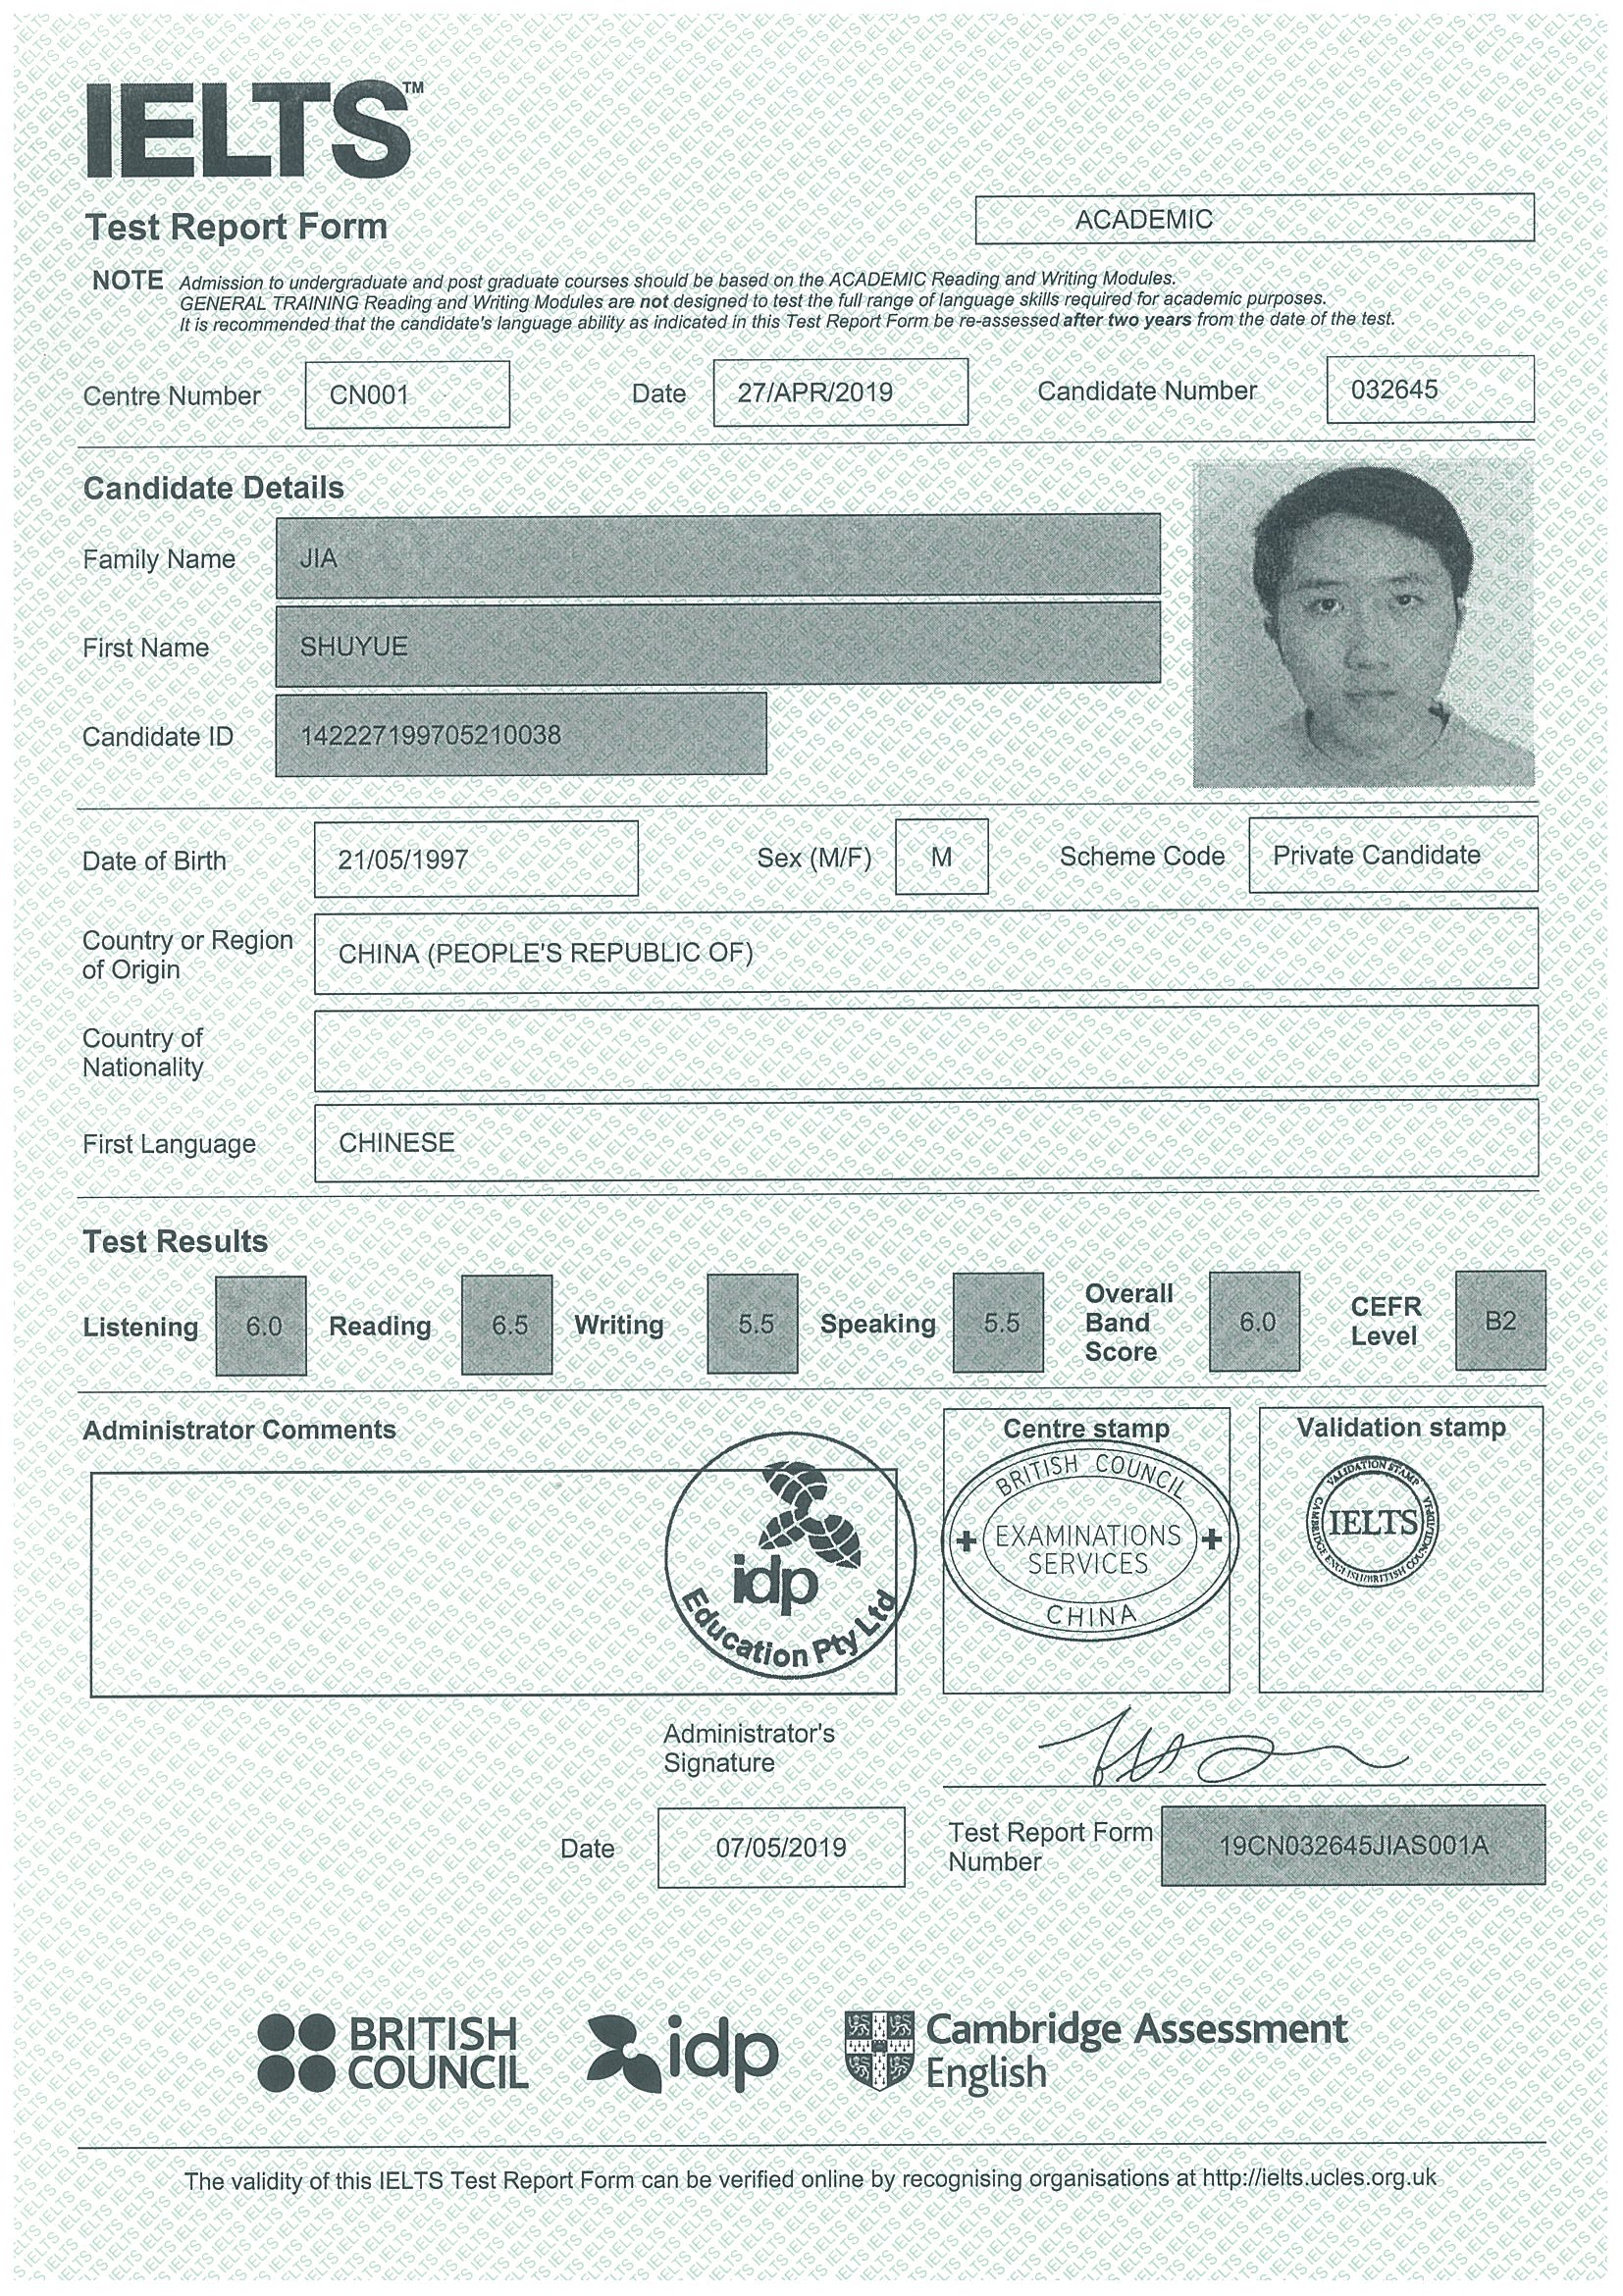 IELTS™
Test Report Form
ACADEMIC
NOTE Admission to undergraduate and post graduate courses should be based on the ACADEMIC Reading and Writing Modules.
GENERAL TRAINING Reading and Writing Modules are not designed to test the full range of language skills required for academic purposes.
It is recommended that the candidate's language ability as indicated in this Test Report Form be re-assessed after two years from the date of the test.
Centre Number CN001 Date 27/APR/2019 Candidate Number 032645
Candidate Details
Family Name JIA
First Name SHUYUE
Candidate ID 142227199705210038
Date of Birth 21/05/1997 Sex (M/F) M Scheme Code Private Candidate
Country or Region
of Origin
CHINA (PEOPLE'S REPUBLIC OF)
Country of
Nationality
First Language CHINESE
Test Results
Listening 6.0 Reading 6.5 Writing 5.5 Speaking 5.5 Overall Band Score 6.0 CEFR Level B2
Administrator Comments
idp
Education Pty Ltd
Centre stamp
BRITISH COUNCIL
EXAMINATIONS
SERVICES
CHINA
Validation stamp
VALIDATION STAMP
IELTS
Administrator's
Signature
Date 07/05/2019
Test Report Form
Number
19CN032645JIAS001A
BRITISH
COUNCIL
idp
Cambridge Assessment
English
The validity of this IELTS Test Report Form can be verified online by recognising organisations at http://ielts.ucles.org.uk